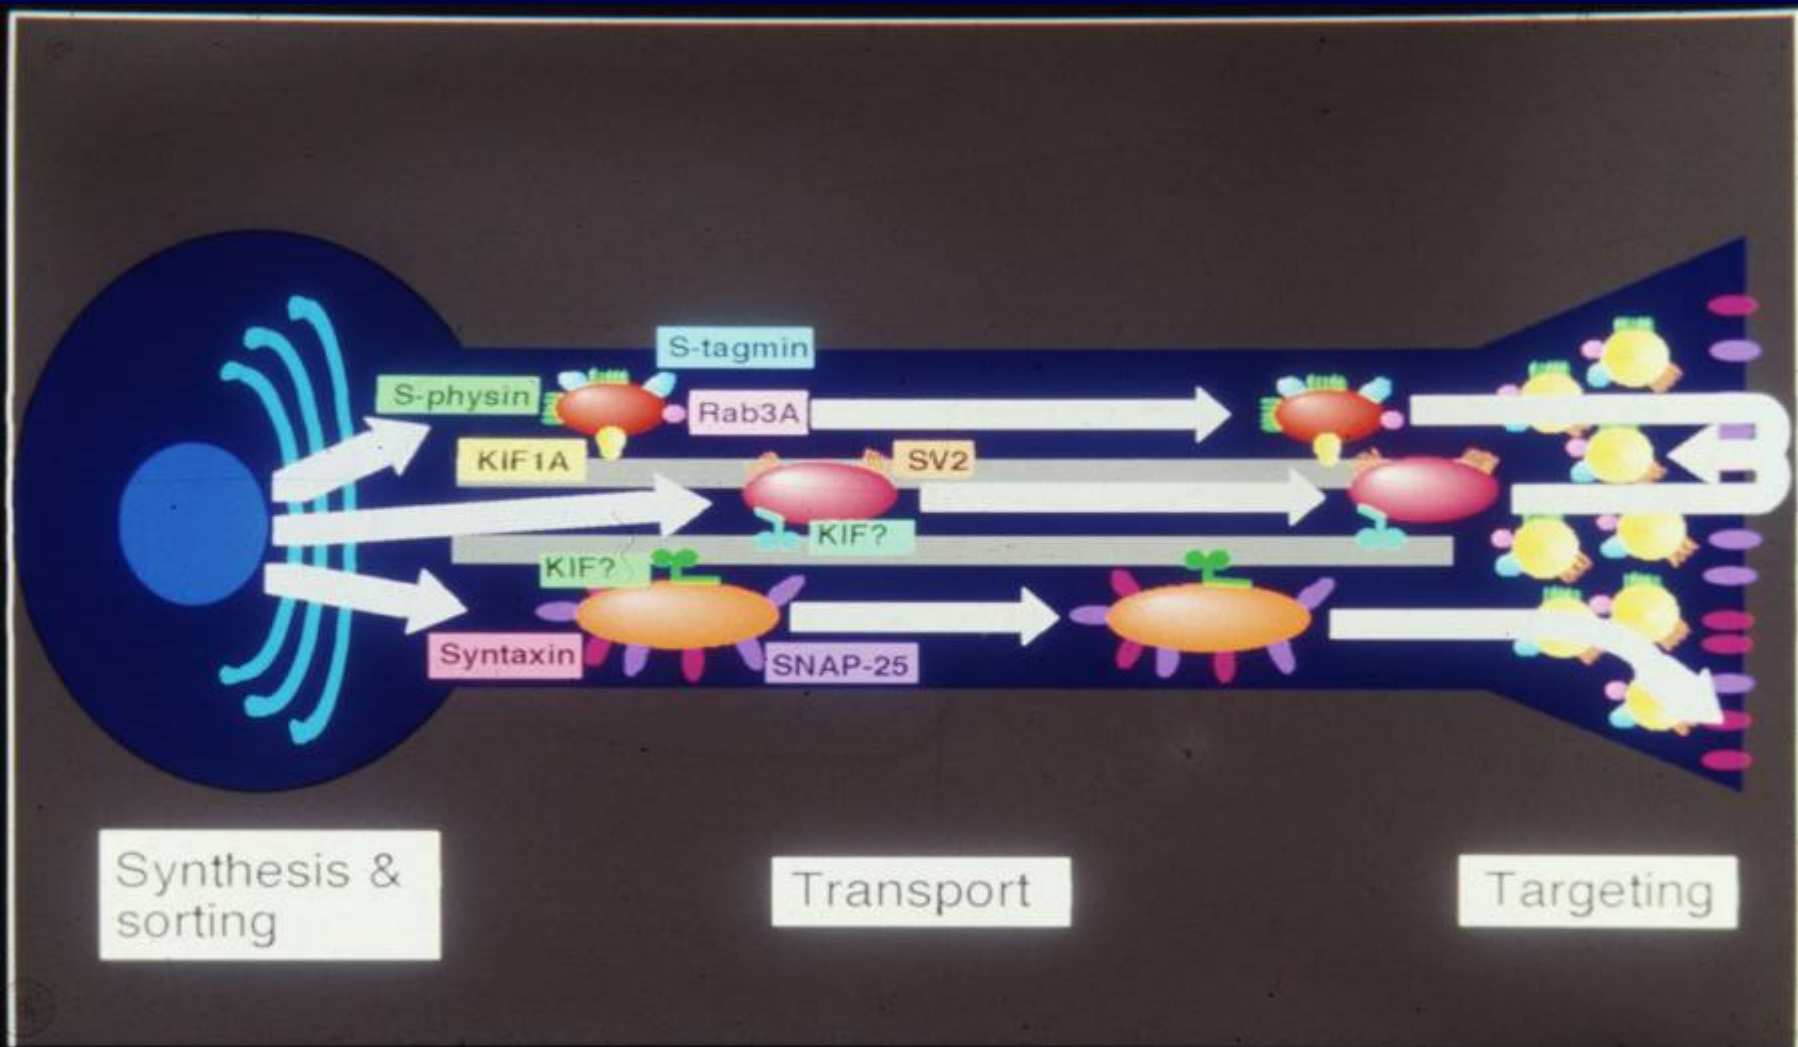 S-tagmin
S-physin
Rab3A
KIF1A
SV2
KIF?
KIF?
Syntaxin
SNAP-25
Synthesis &
sorting
Transport
Targeting